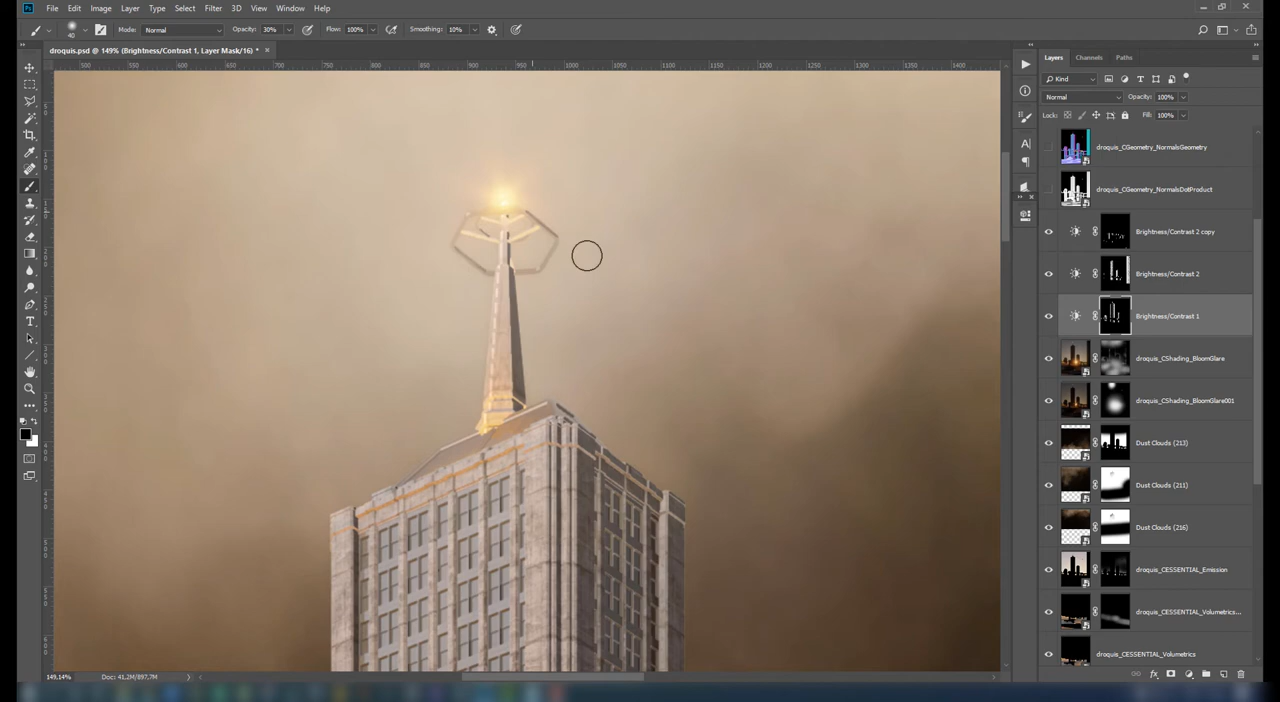 Ps File Edit Image Layer Type Select Filter 3D View Window Help
40 Mode: Normal Opacity: 30% Flow: 100% Smoothing: 10%
droquis.psd @ 149% (Brightness/Contrast 1, Layer Mask/16) * ×
500 600 650 700 750 800 850 900 950 1000 1050 1100 1150 1200 1250 1300 1350 1400
Layers Channels Paths
Kind
Normal Opacity: 100%
Lock: Fill: 100%
droquis_CGeometry_NormalsGeometry
droquis_CGeometry_NormalsDotProduct
Brightness/Contrast 2 copy
Brightness/Contrast 2
Brightness/Contrast 1
droquis_CShading_BloomGlare
droquis_CShading_BloomGlare001
Dust Clouds (213)
Dust Clouds (211)
Dust Clouds (216)
droquis_CESSENTIAL_Emission
droquis_CESSENTIAL_Volumetrics...
droquis_CESSENTIAL_Volumetrics
149,14% Doc: 41,2M/897,7M